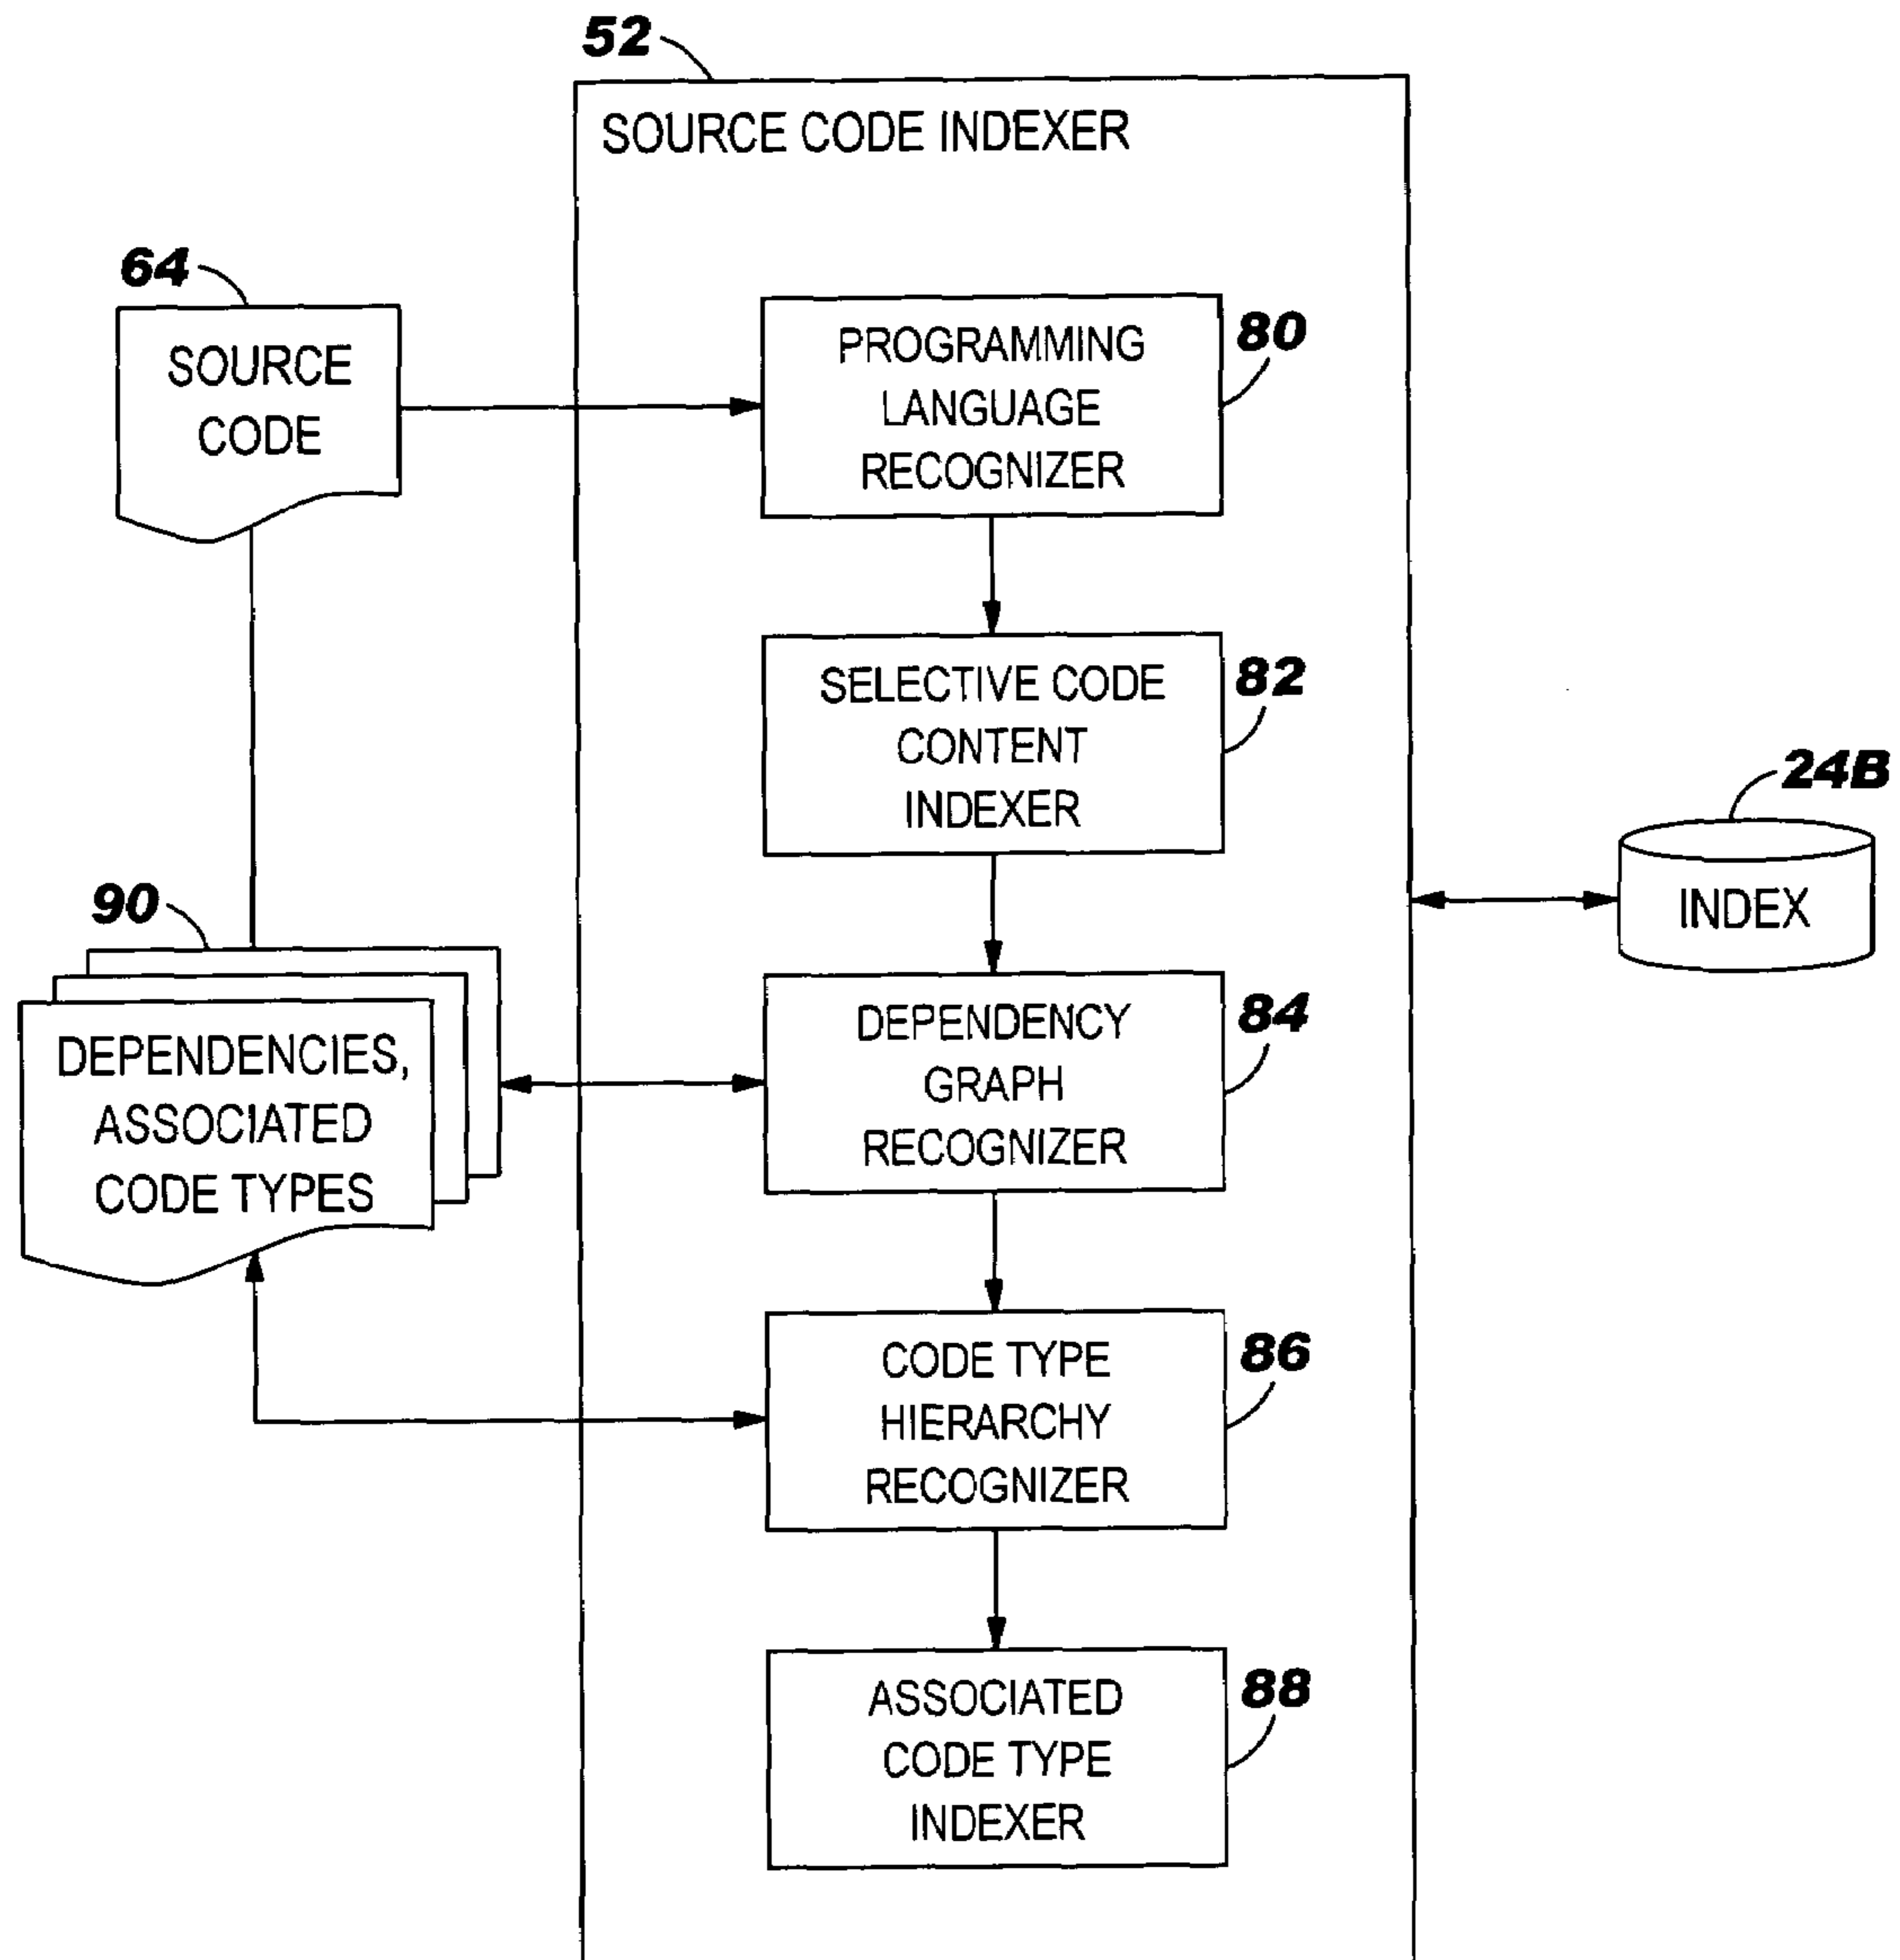 52
SOURCE CODE INDEXER
64
SOURCE
CODE
PROGRAMMING
LANGUAGE
RECOGNIZER
80
SELECTIVE CODE
CONTENT
INDEXER
82
24B
INDEX
90
DEPENDENCIES,
ASSOCIATED
CODE TYPES
DEPENDENCY
GRAPH
RECOGNIZER
84
CODE TYPE
HIERARCHY
RECOGNIZER
86
ASSOCIATED
CODE TYPE
INDEXER
88